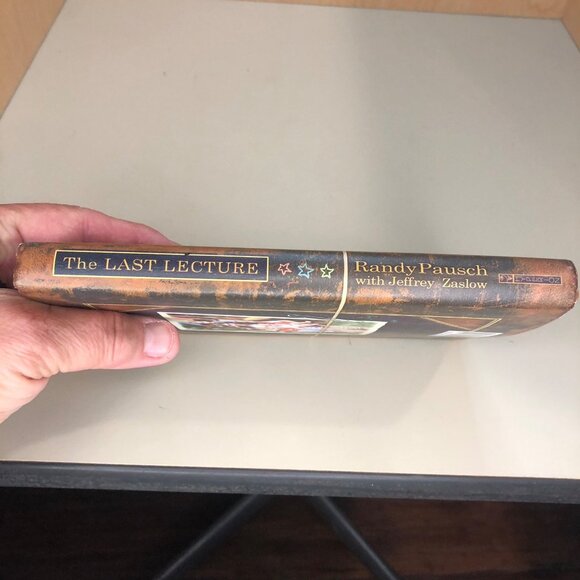 The LAST LECTURE
Randy Pausch
with Jeffrey Zaslow